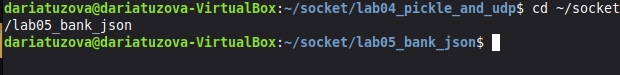 dariatuzova@dariatuzova-VirtualBox:~/socket/lab04_pickle_and_udp$ cd ~/socket
/lab05_bank_json
dariatuzova@dariatuzova-VirtualBox:~/socket/lab05_bank_json$